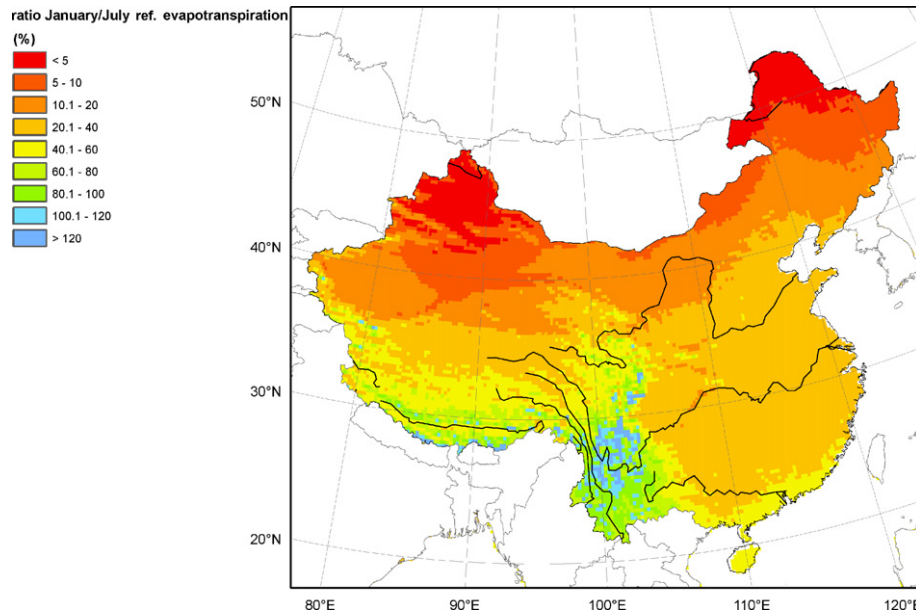 ratio January/July ref. evapotranspiration
(%)
< 5
5 - 10
10.1 - 20
20.1 - 40
40.1 - 60
60.1 - 80
80.1 - 100
100.1 - 120
> 120
50°N
40°N
30°N
20°N
80°E 90°E 100°E 110°E 120°E